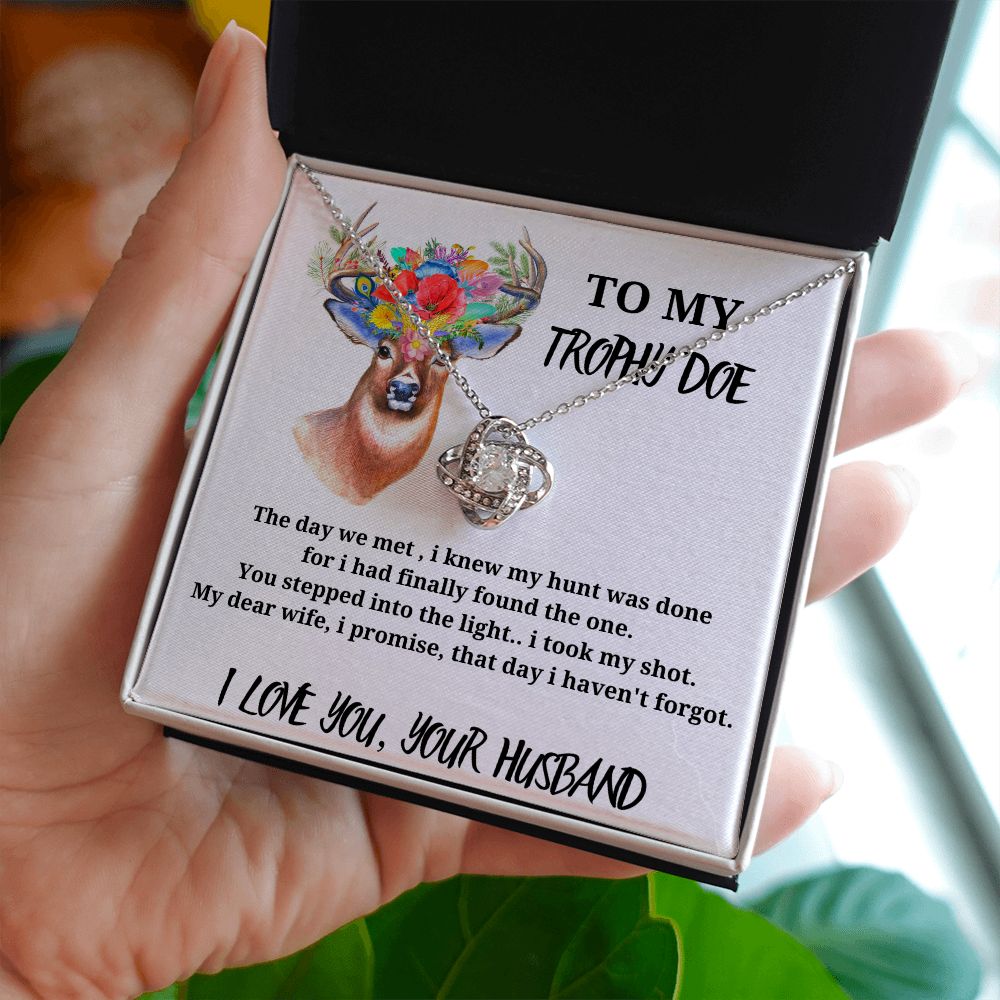 TO MY
TROPHY DOE
The day we met , i knew my hunt was done
for i had finally found the one.
You stepped into the light.. i took my shot.
My dear wife, i promise, that day i haven't forgot.
I LOVE YOU, YOUR HUSBAND